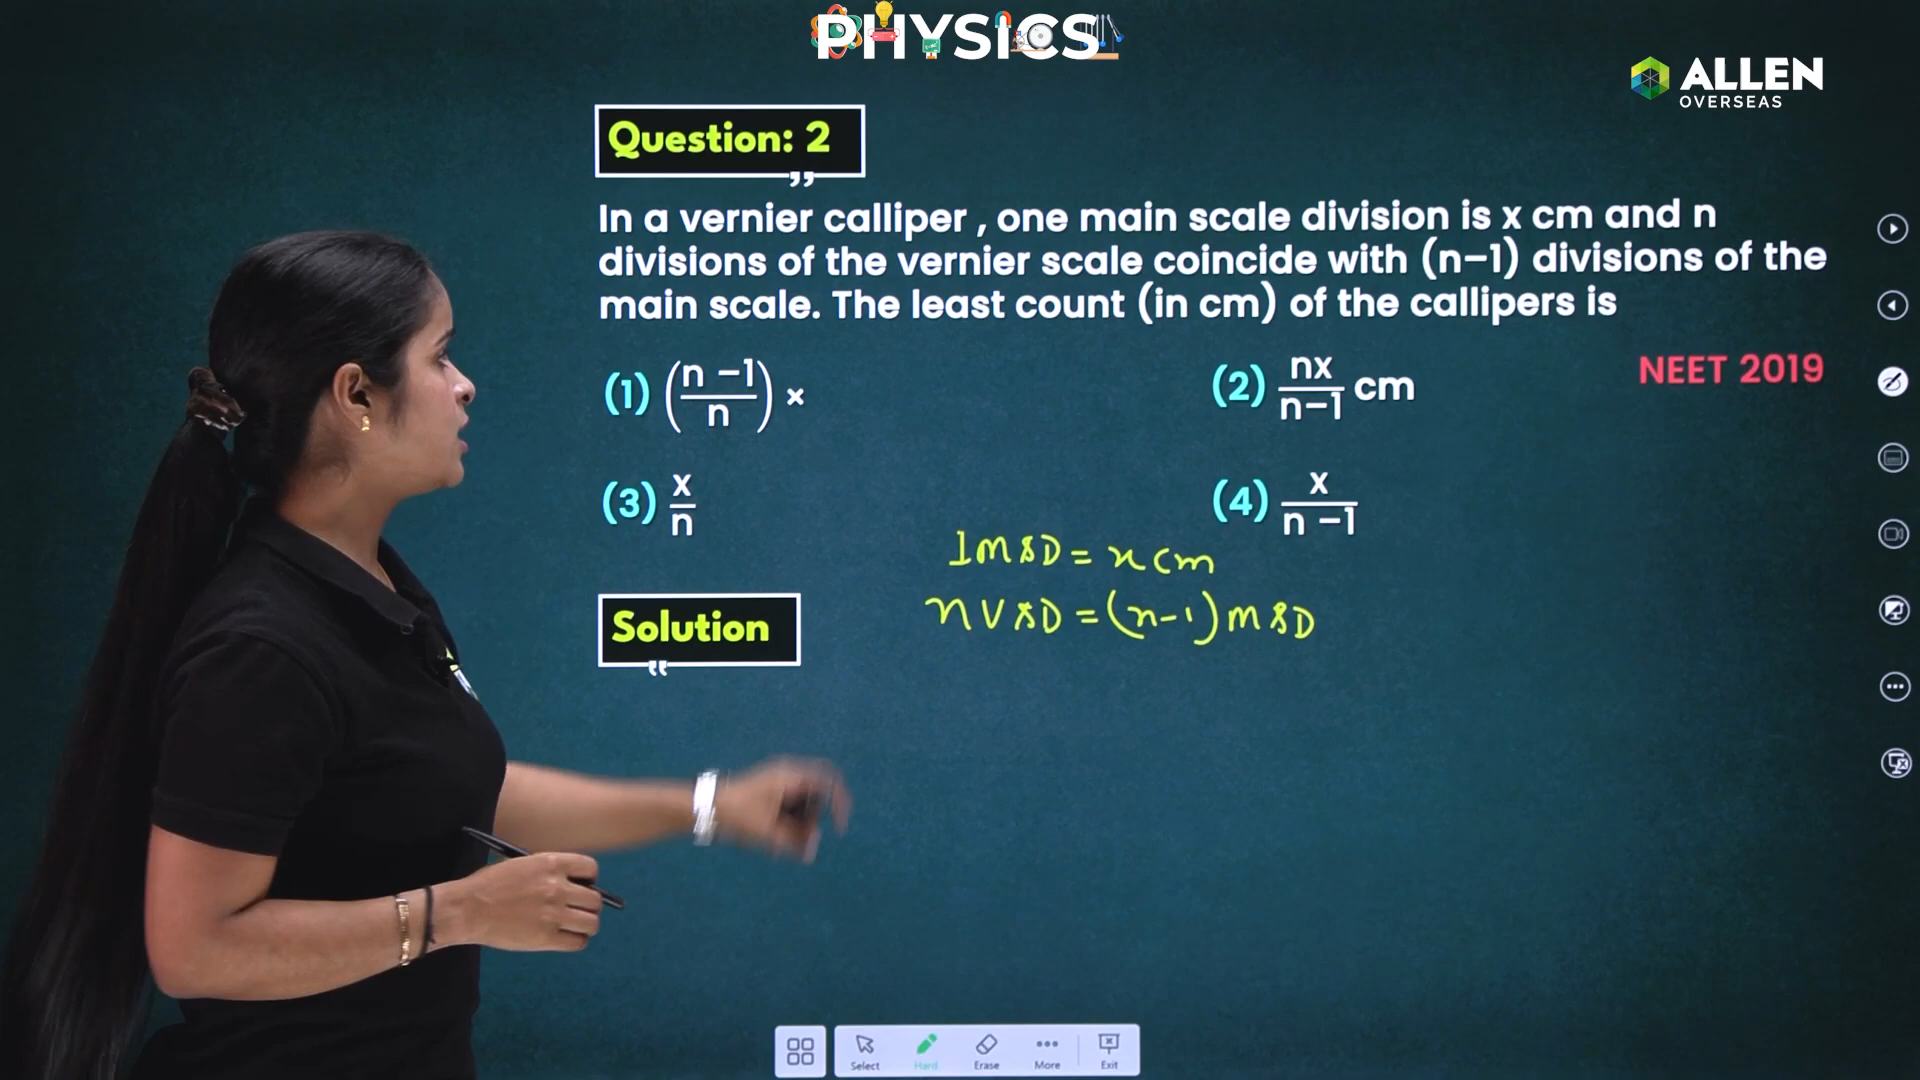 PHYSICS
ALLEN
OVERSEAS
Question: 2
In a vernier calliper , one main scale division is x cm and n
divisions of the vernier scale coincide with (n–1) divisions of the
main scale. The least count (in cm) of the callipers is
NEET 2019
(1) ((n –1)/n) x
(2) nx/(n–1) cm
(3) x/n
(4) x/(n –1)
1MSD = x cm
nVSD = (n-1) MSD
Solution
Select
Hard
Erase
More
Exit